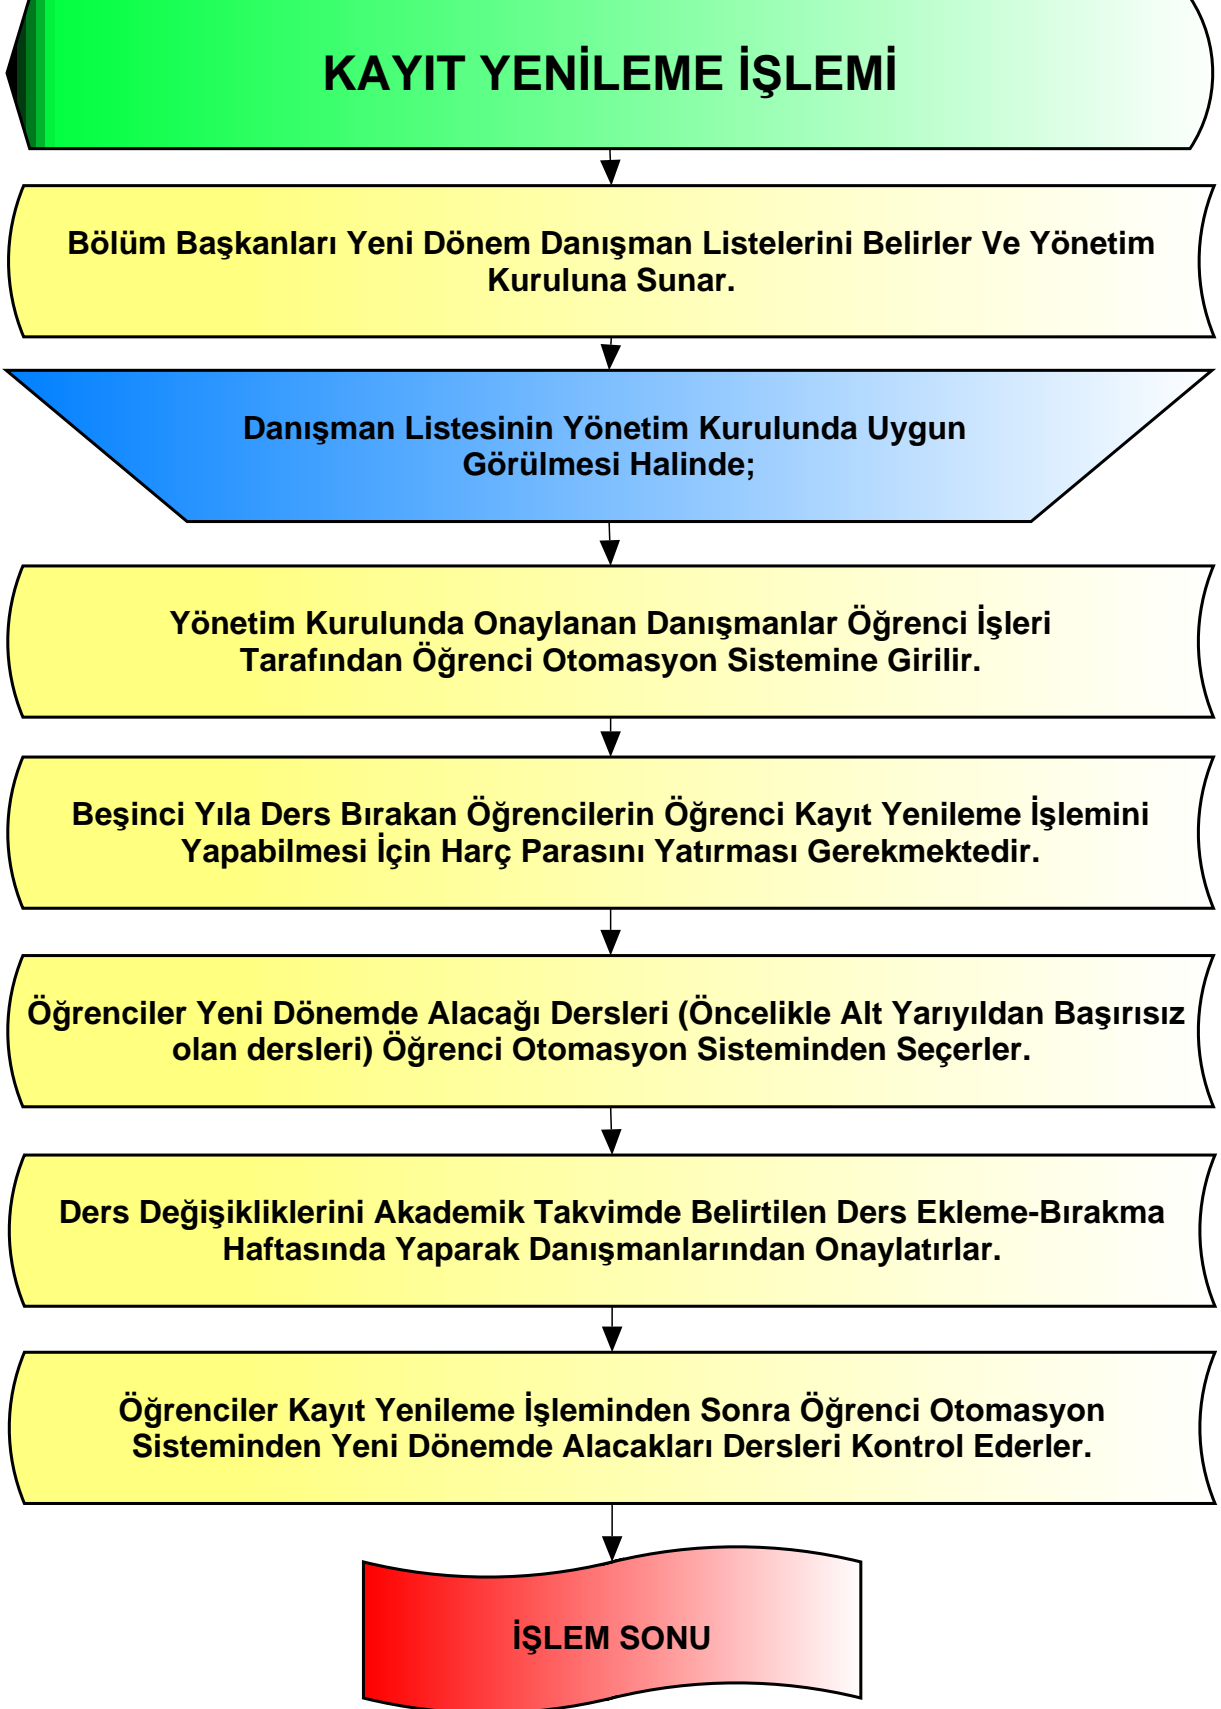 KAYIT YENİLEME İŞLEMİ
Bölüm Başkanları Yeni Dönem Danışman Listelerini Belirler Ve Yönetim
Kuruluna Sunar.
Danışman Listesinin Yönetim Kurulunda Uygun
Görülmesi Halinde;
Yönetim Kurulunda Onaylanan Danışmanlar Öğrenci İşleri
Tarafından Öğrenci Otomasyon Sistemine Girilir.
Beşinci Yıla Ders Bırakan Öğrencilerin Öğrenci Kayıt Yenileme İşlemini
Yapabilmesi İçin Harç Parasını Yatırması Gerekmektedir.
Öğrenciler Yeni Dönemde Alacağı Dersleri (Öncelikle Alt Yarıyıldan Başırısız
olan dersleri) Öğrenci Otomasyon Sisteminden Seçerler.
Ders Değişikliklerini Akademik Takvimde Belirtilen Ders Ekleme-Bırakma
Haftasında Yaparak Danışmanlarından Onaylatırlar.
Öğrenciler Kayıt Yenileme İşleminden Sonra Öğrenci Otomasyon
Sisteminden Yeni Dönemde Alacakları Dersleri Kontrol Ederler.
İŞLEM SONU